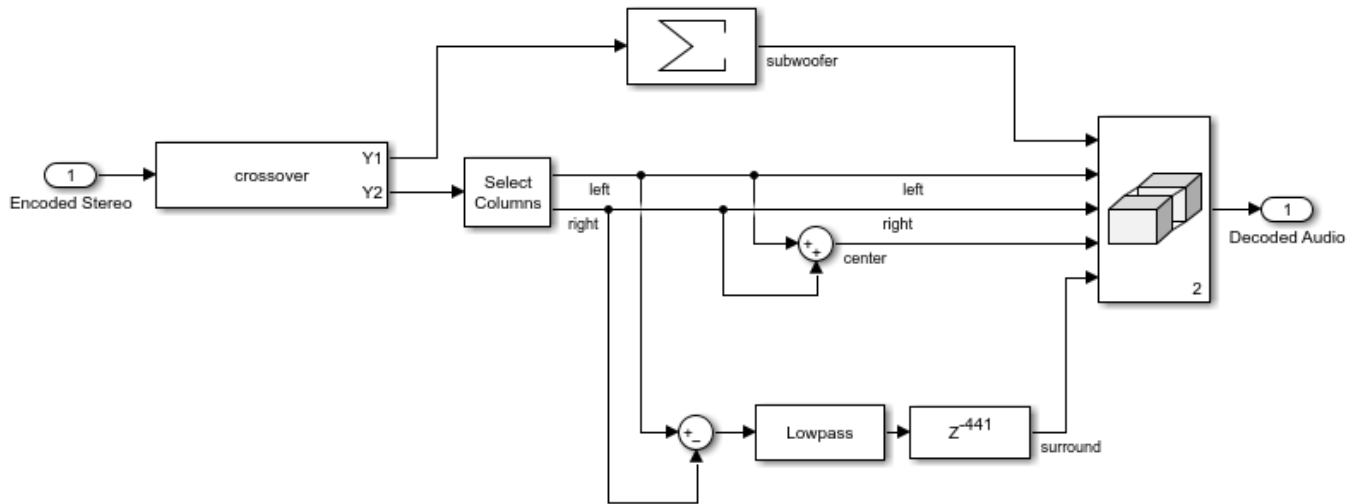 subwoofer
Y1
crossover
Y2
1
Encoded Stereo
Select
Columns
left
right
left
right
+
+
center
2
1
Decoded Audio
+
−
Lowpass
Z-441
surround